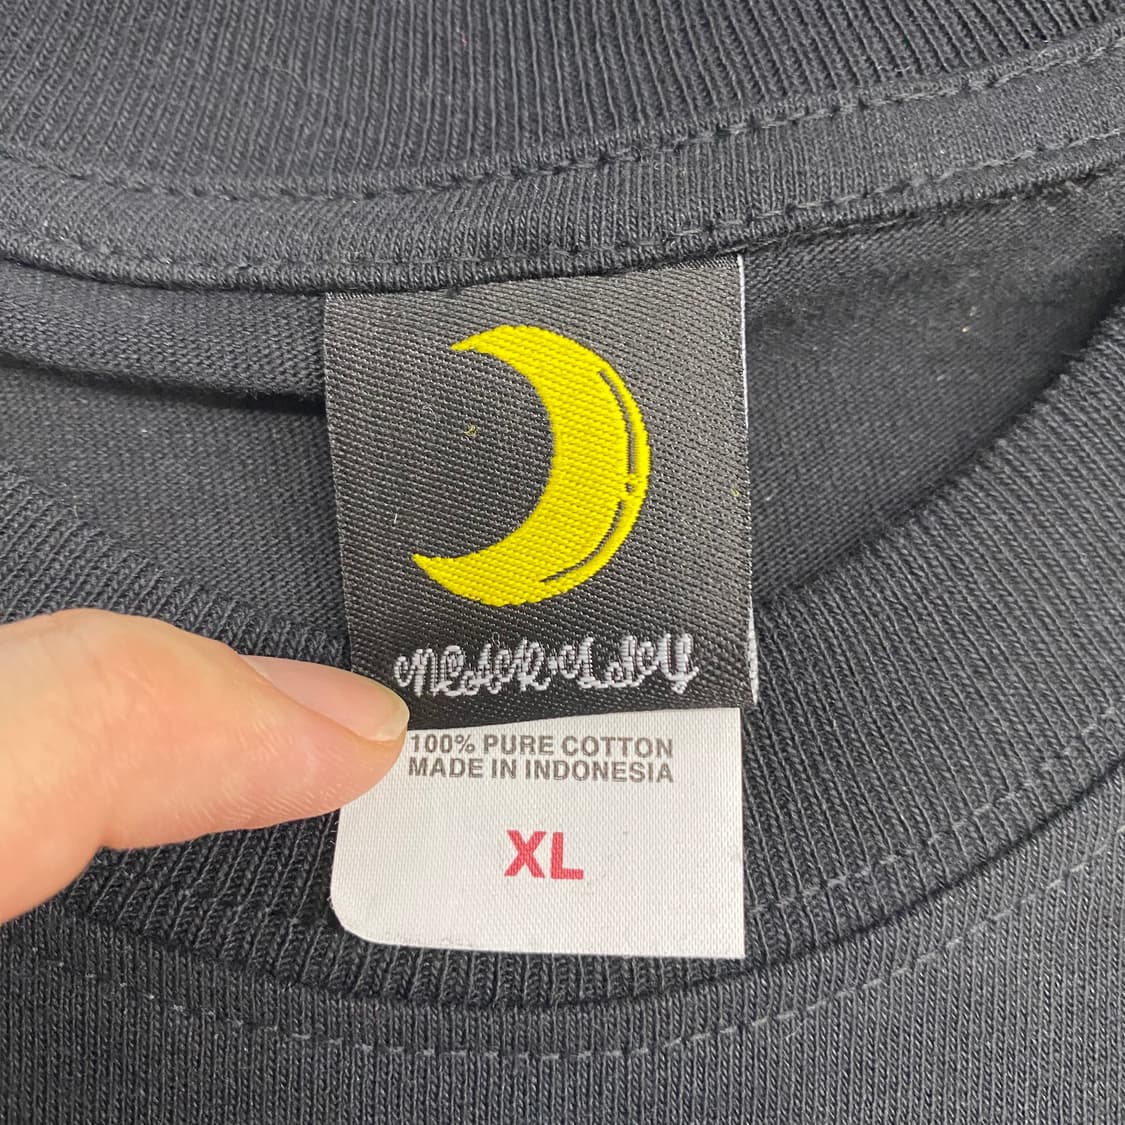 100% PURE COTTON
MADE IN INDONESIA
XL